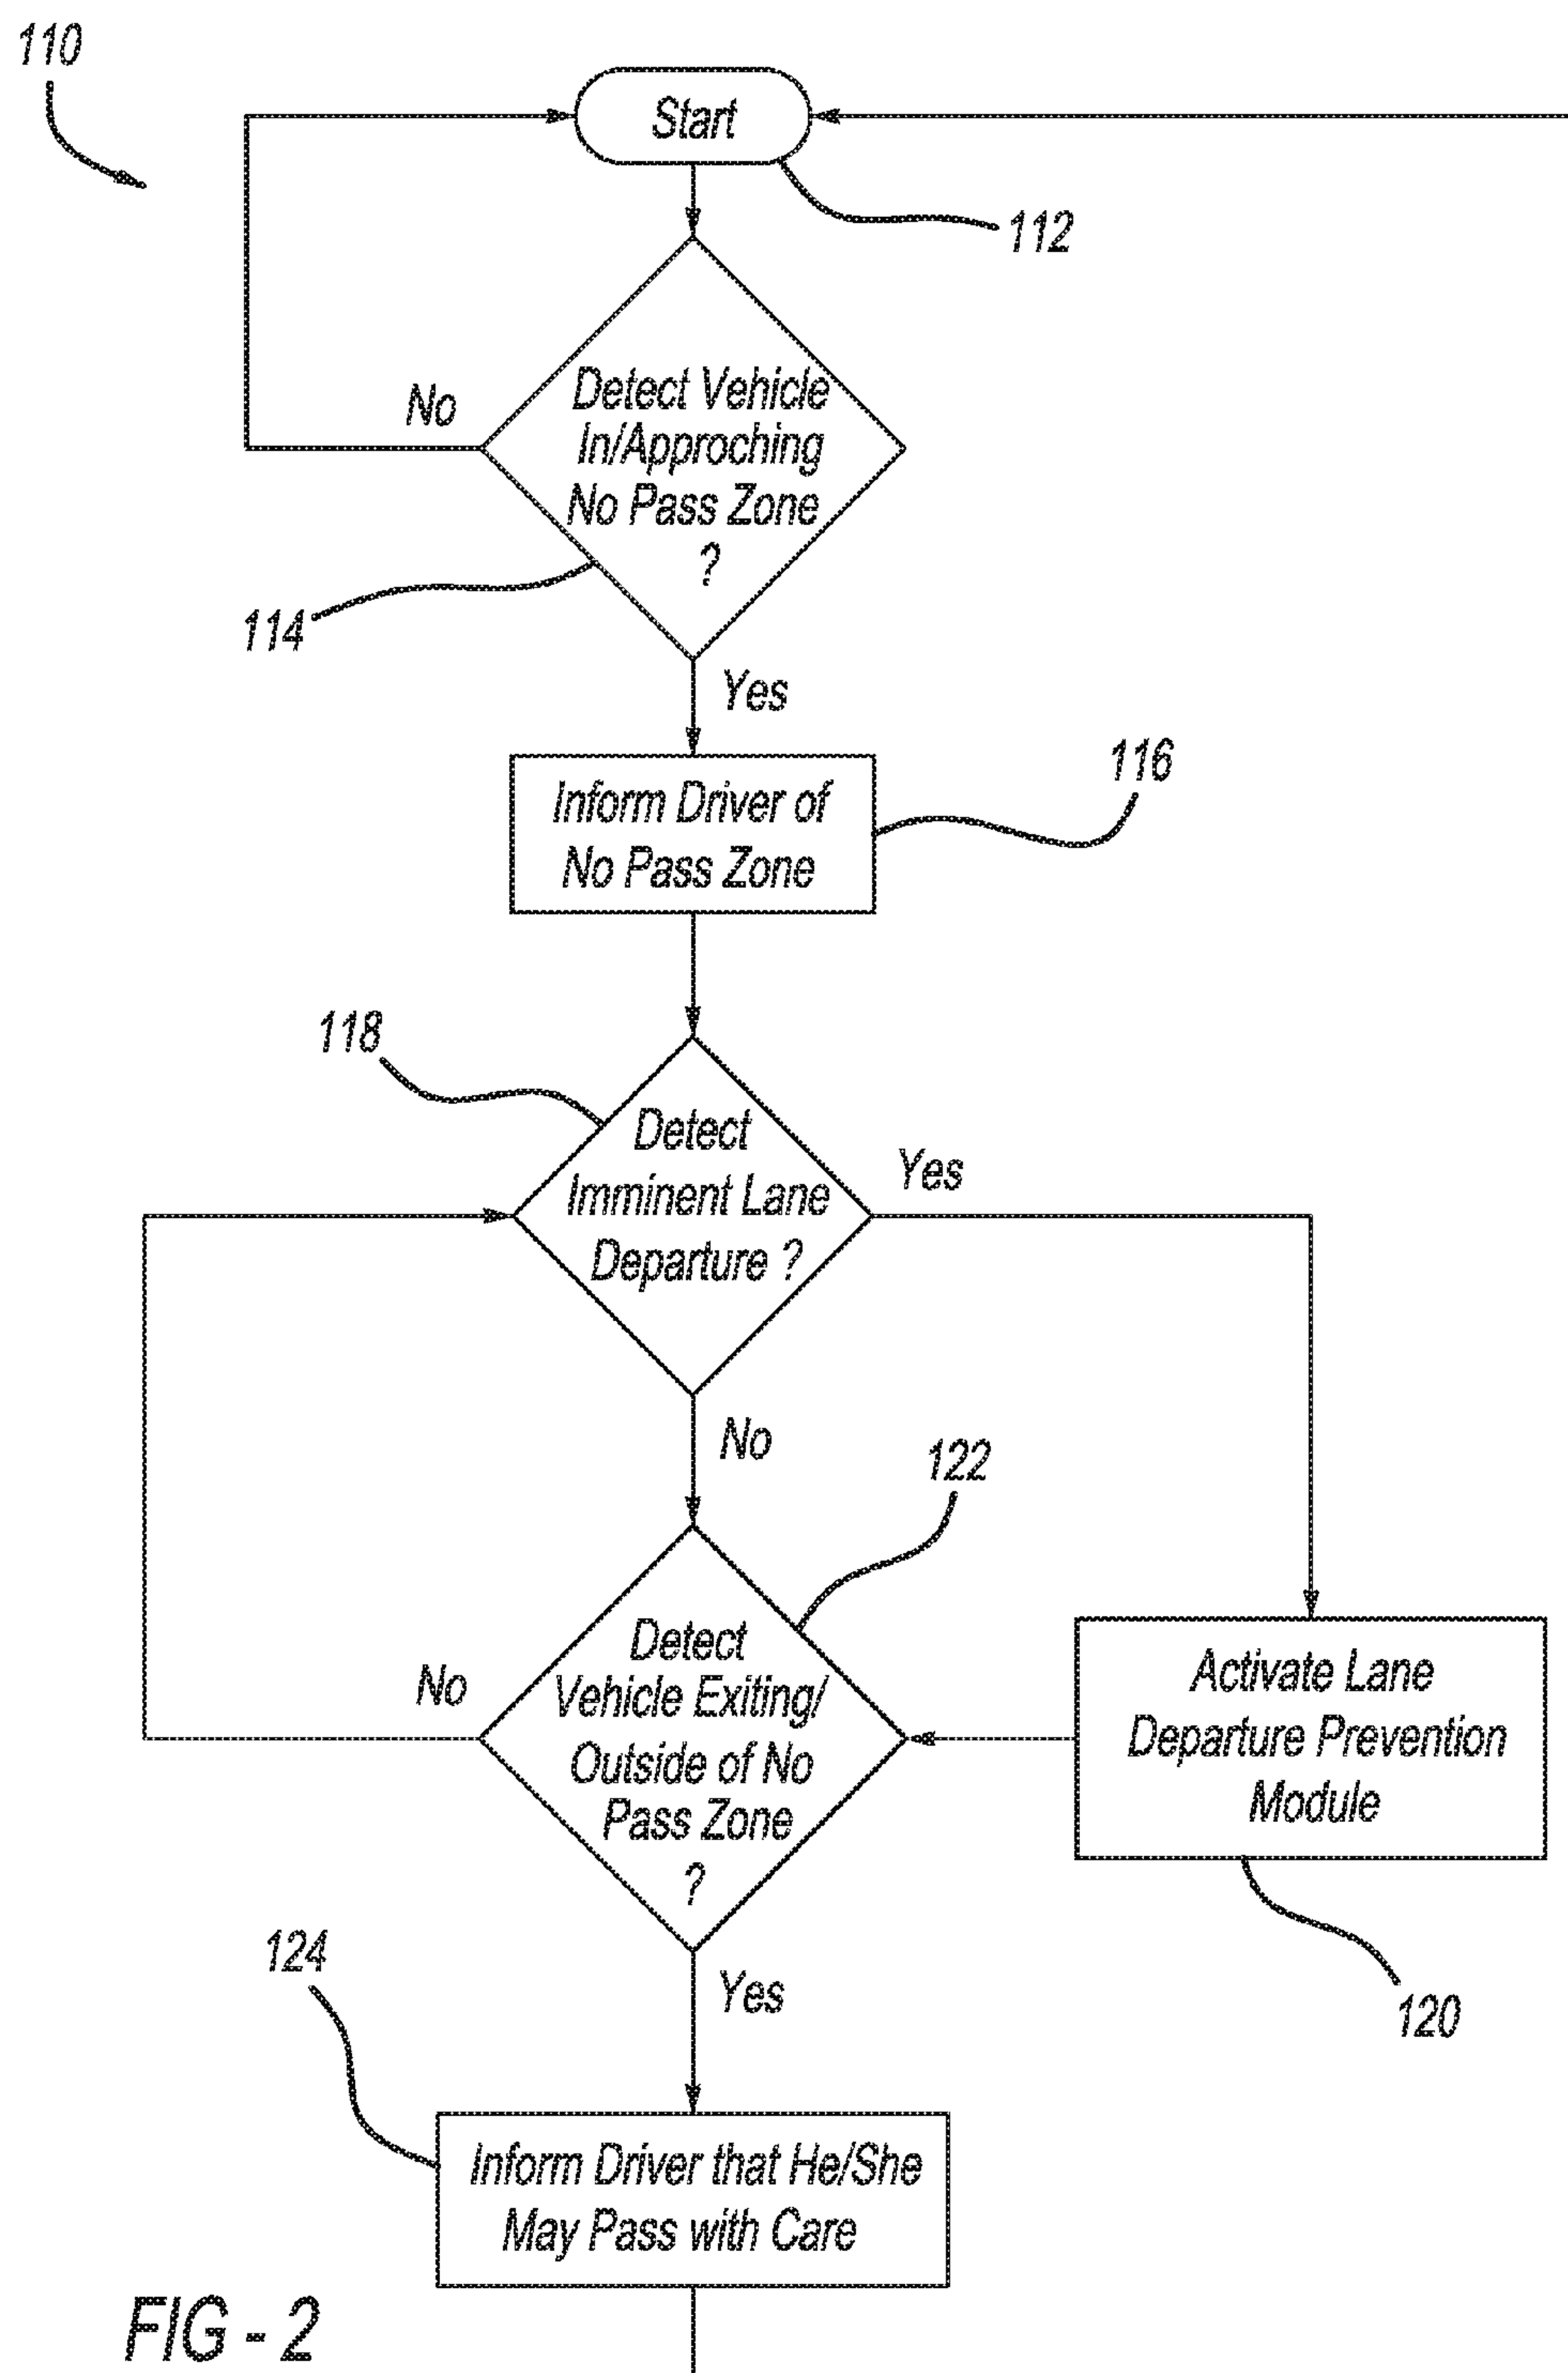 110
Start
112
Detect Vehicle
In/Approching
No Pass Zone
?
No
114
Yes
Inform Driver of
No Pass Zone
116
118
Detect
Imminent Lane
Departure ?
Yes
No
122
Detect
Vehicle Exiting/
Outside of No
Pass Zone
?
No
Activate Lane
Departure Prevention
Module
120
124
Yes
Inform Driver that He/She
May Pass with Care
FIG - 2